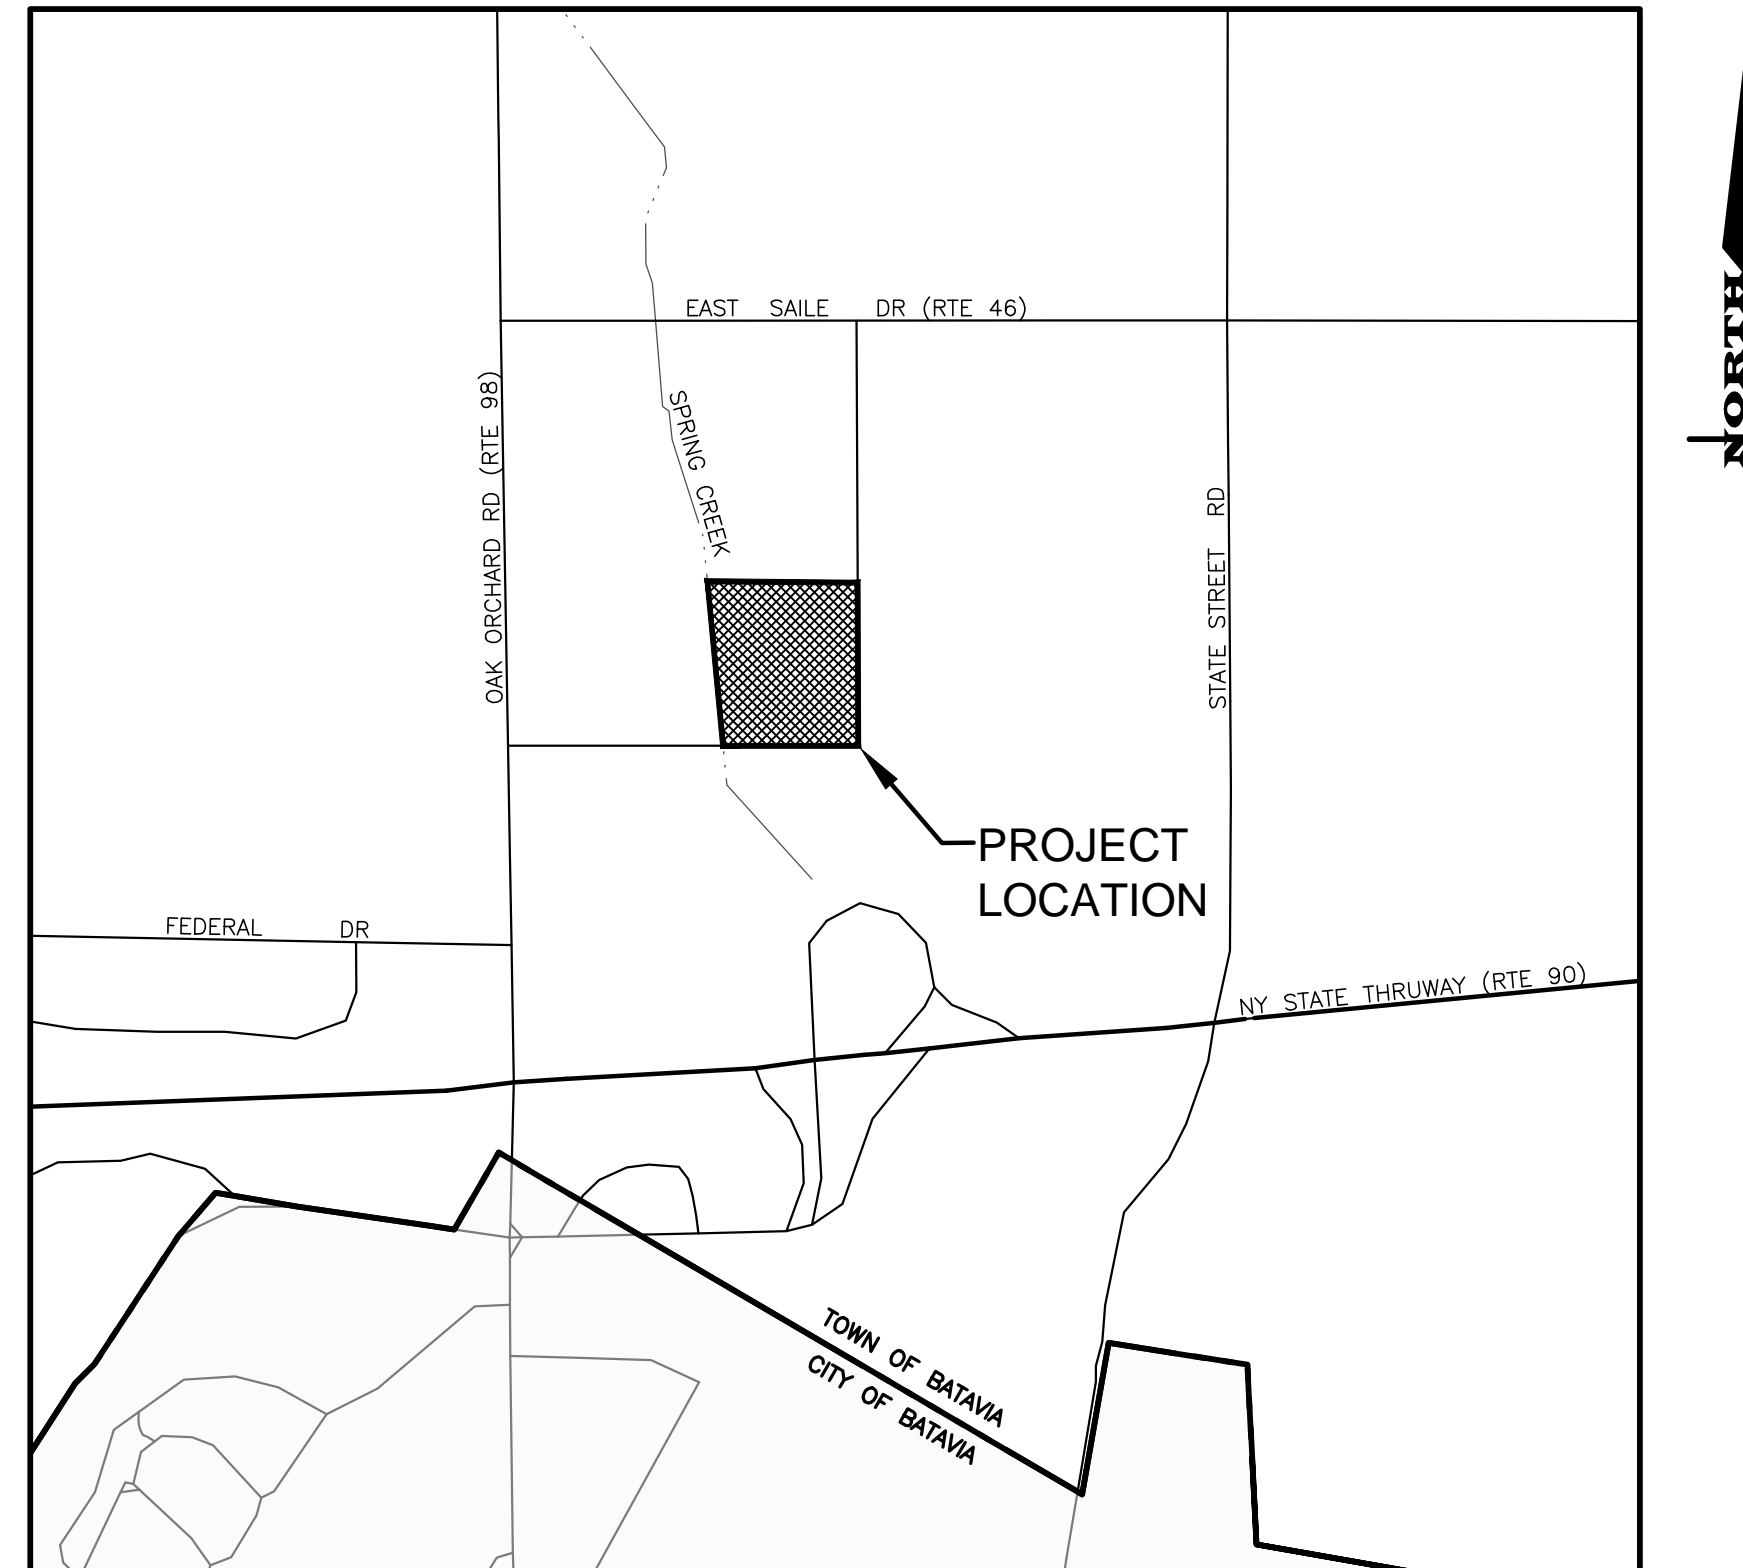 EAST SAILE DR (RTE 46)
NORTH
OAK ORCHARD RD (RTE 98)
SPRING CREEK
STATE STREET RD
PROJECT
LOCATION
FEDERAL DR
NY STATE THRUWAY (RTE 90)
TOWN OF BATAVIA
CITY OF BATAVIA